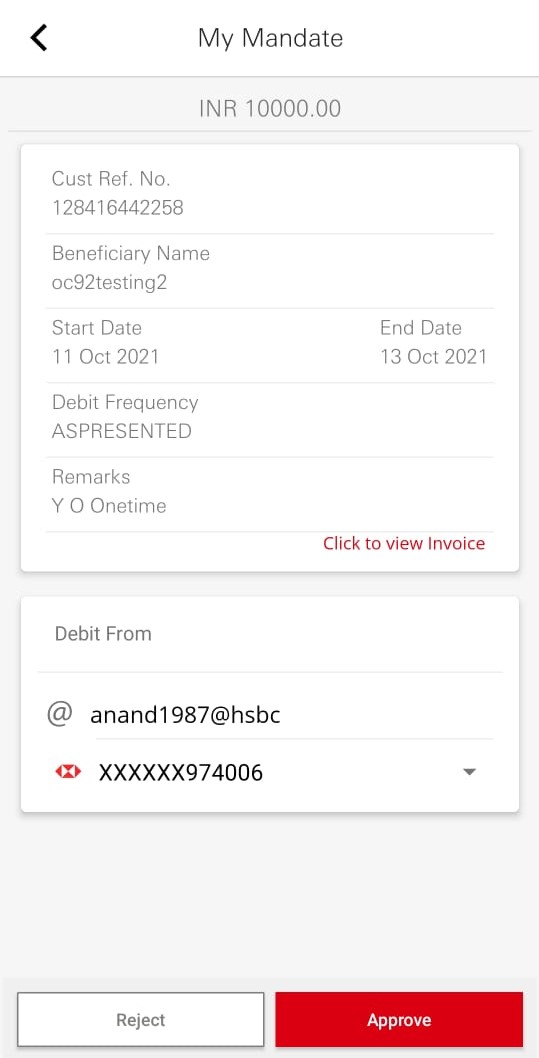 My Mandate
INR 10000.00
Cust Ref. No.
128416442258
Beneficiary Name
oc92testing2
Start Date End Date
11 Oct 2021 13 Oct 2021
Debit Frequency
ASPRESENTED
Remarks
Y O Onetime
Click to view Invoice
Debit From
@ anand1987@hsbc
XXXXXX974006
Reject Approve